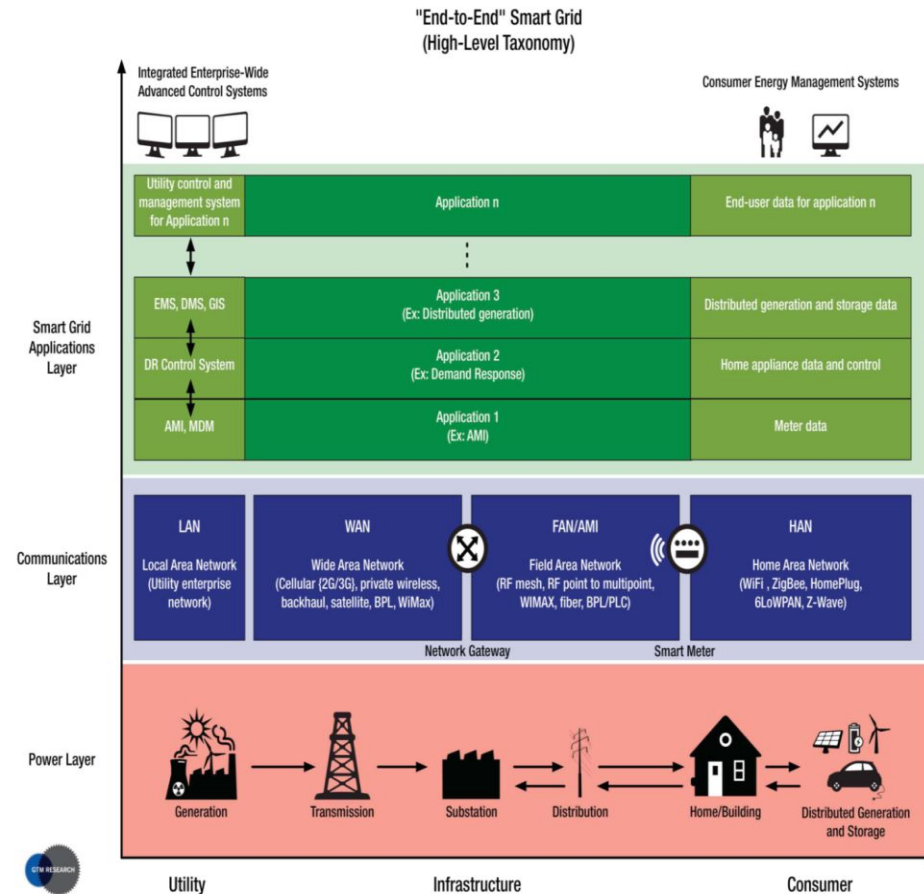 "End-to-End" Smart Grid
(High-Level Taxonomy)
Integrated Enterprise-Wide
Advanced Control Systems
Consumer Energy Management Systems
Smart Grid
Applications
Layer
Utility control and
management system
for Application n
Application n
End-user data for application n
EMS, DMS, GIS
Application 3
(Ex: Distributed generation)
Distributed generation and storage data
DR Control System
Application 2
(Ex: Demand Response)
Home appliance data and control
AMI, MDM
Application 1
(Ex: AMI)
Meter data
Communications
Layer
LAN
Local Area Network
(Utility enterprise
network)
WAN
Wide Area Network
(Cellular {2G/3G}, private wireless,
backhaul, satellite, BPL, WiMax)
FAN/AMI
Field Area Network
(RF mesh, RF point to multipoint,
WIMAX, fiber, BPL/PLC)
HAN
Home Area Network
(WiFi , ZigBee, HomePlug,
6LoWPAN, Z-Wave)
Network Gateway
Smart Meter
Power Layer
Generation
Transmission
Substation
Distribution
Home/Building
Distributed Generation
and Storage
GTM RESEARCH
Utility
Infrastructure
Consumer